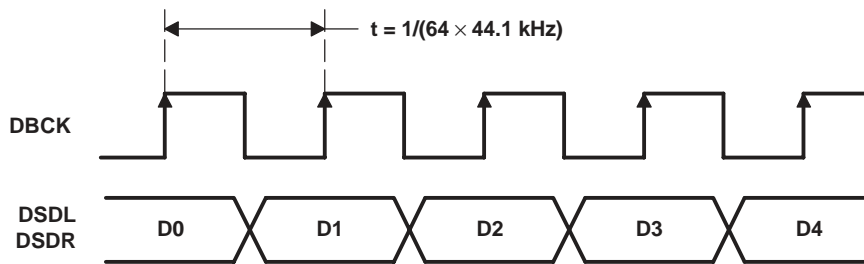 t = 1/(64 × 44.1 kHz)
DBCK
DSDL
DSDR
D0 D1 D2 D3 D4